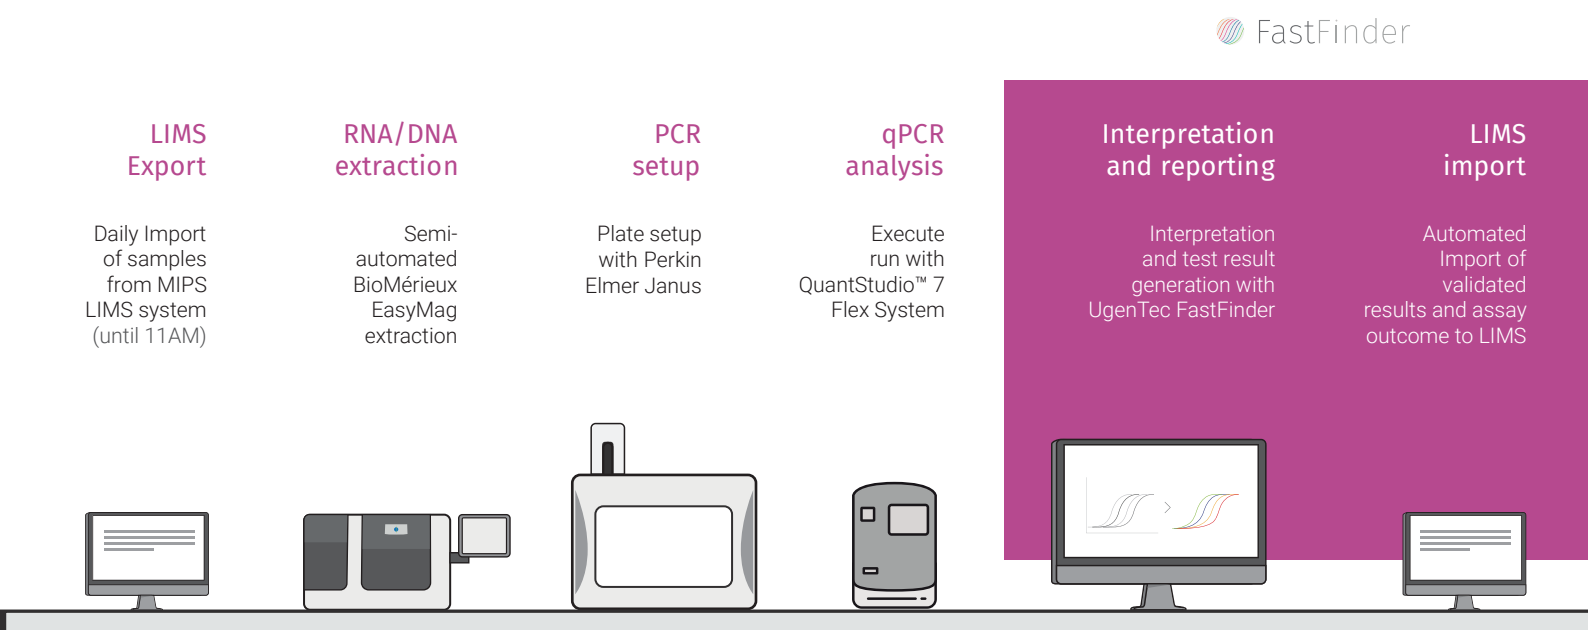 FastFinder
LIMS
Export
Daily Import
of samples
from MIPS
LIMS system
(until 11AM)
RNA/DNA
extraction
Semi-
automated
BioMérieux
EasyMag
extraction
PCR
setup
Plate setup
with Perkin
Elmer Janus
qPCR
analysis
Execute
run with
QuantStudio™ 7
Flex System
Interpretation
and reporting
Interpretation
and test result
generation with
UgenTec FastFinder
LIMS
import
Automated
Import of
validated
results and assay
outcome to LIMS